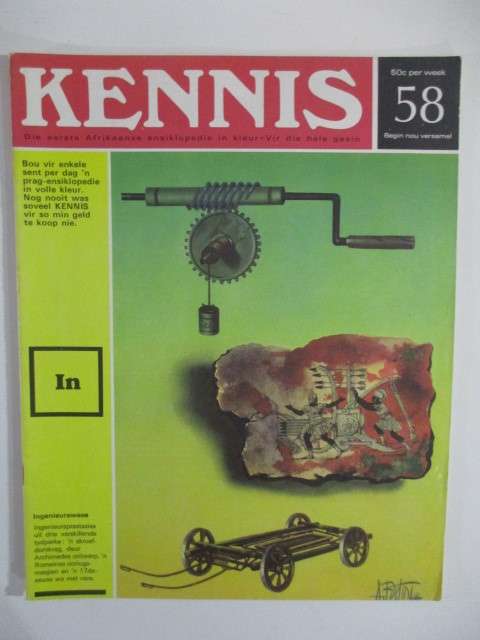 KENNIS
50c per week
58
Begin nou versamel
Die eerste Afrikaanse ensiklopedie in kleur–Vir die hele gesin
Bou vir enkele
sent per dag 'n
prag-ensiklopedie
in volle kleur.
Nog nooit was
soveel KENNIS
vir so min geld
te koop nie.
In
Ingenieurswese
Ingenieursprestasies
uit drie verskillende
tydperke: 'n skroef-
domkrag, deur
Archimedes ontwerp, 'n
Romeinse oorlogs-
masjien en 'n 17de-
eeuse wa met vere.